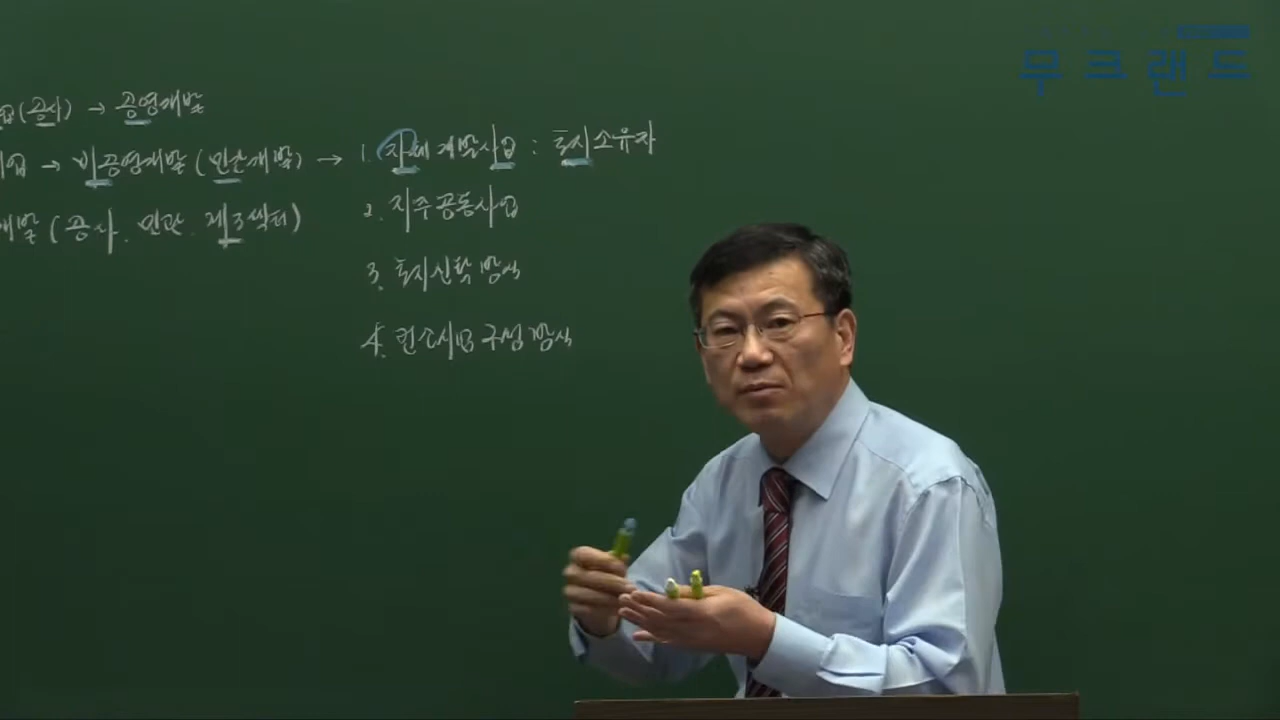 무크랜드
업(공사) → 공영개발
업 → 비공영개발(민간개발) → 1. 자체개발사업 : 토지소유자
개발(공사, 민관, 제3섹터)
2. 지주공동사업
3. 토지신탁방식
4. 컨소시엄구성방식